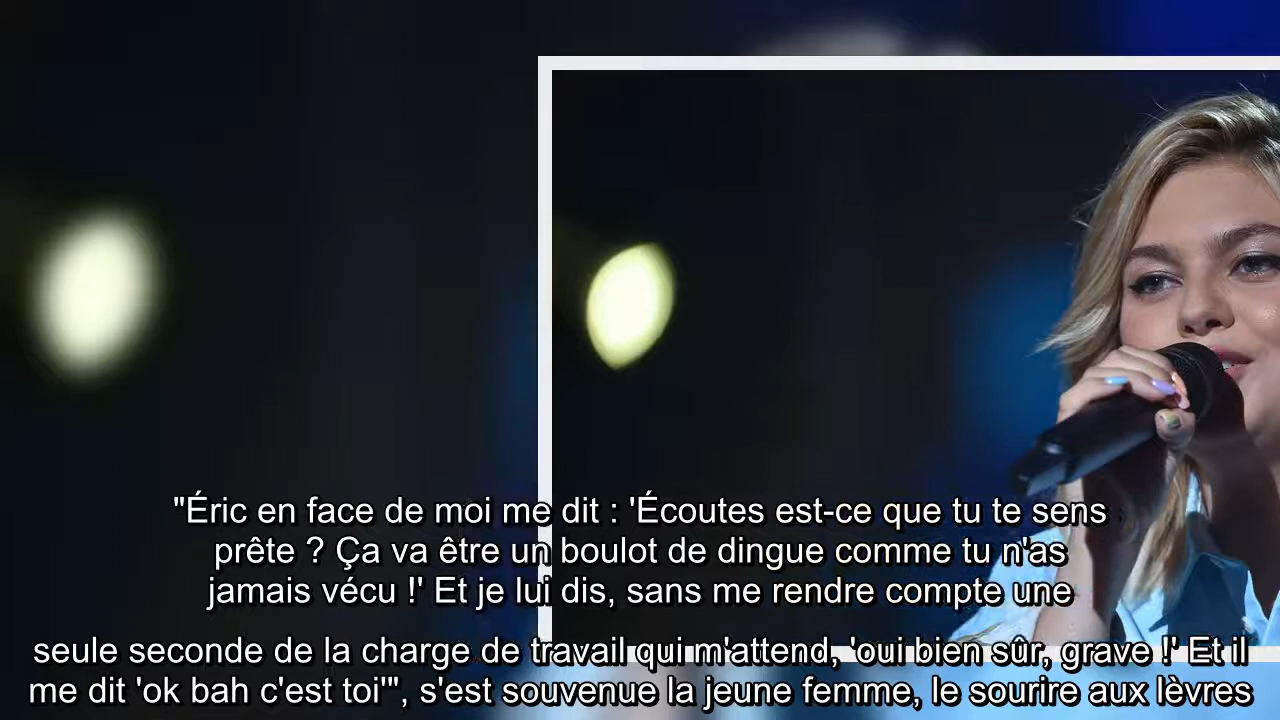 "Éric en face de moi me dit : 'Écoutes est-ce que tu te sens
prête ? Ça va être un boulot de dingue comme tu n'as
jamais vécu !' Et je lui dis, sans me rendre compte une
seule seconde de la charge de travail qui m'attend, 'oui bien sûr, grave !' Et il
me dit 'ok bah c'est toi'", s'est souvenue la jeune femme, le sourire aux lèvres